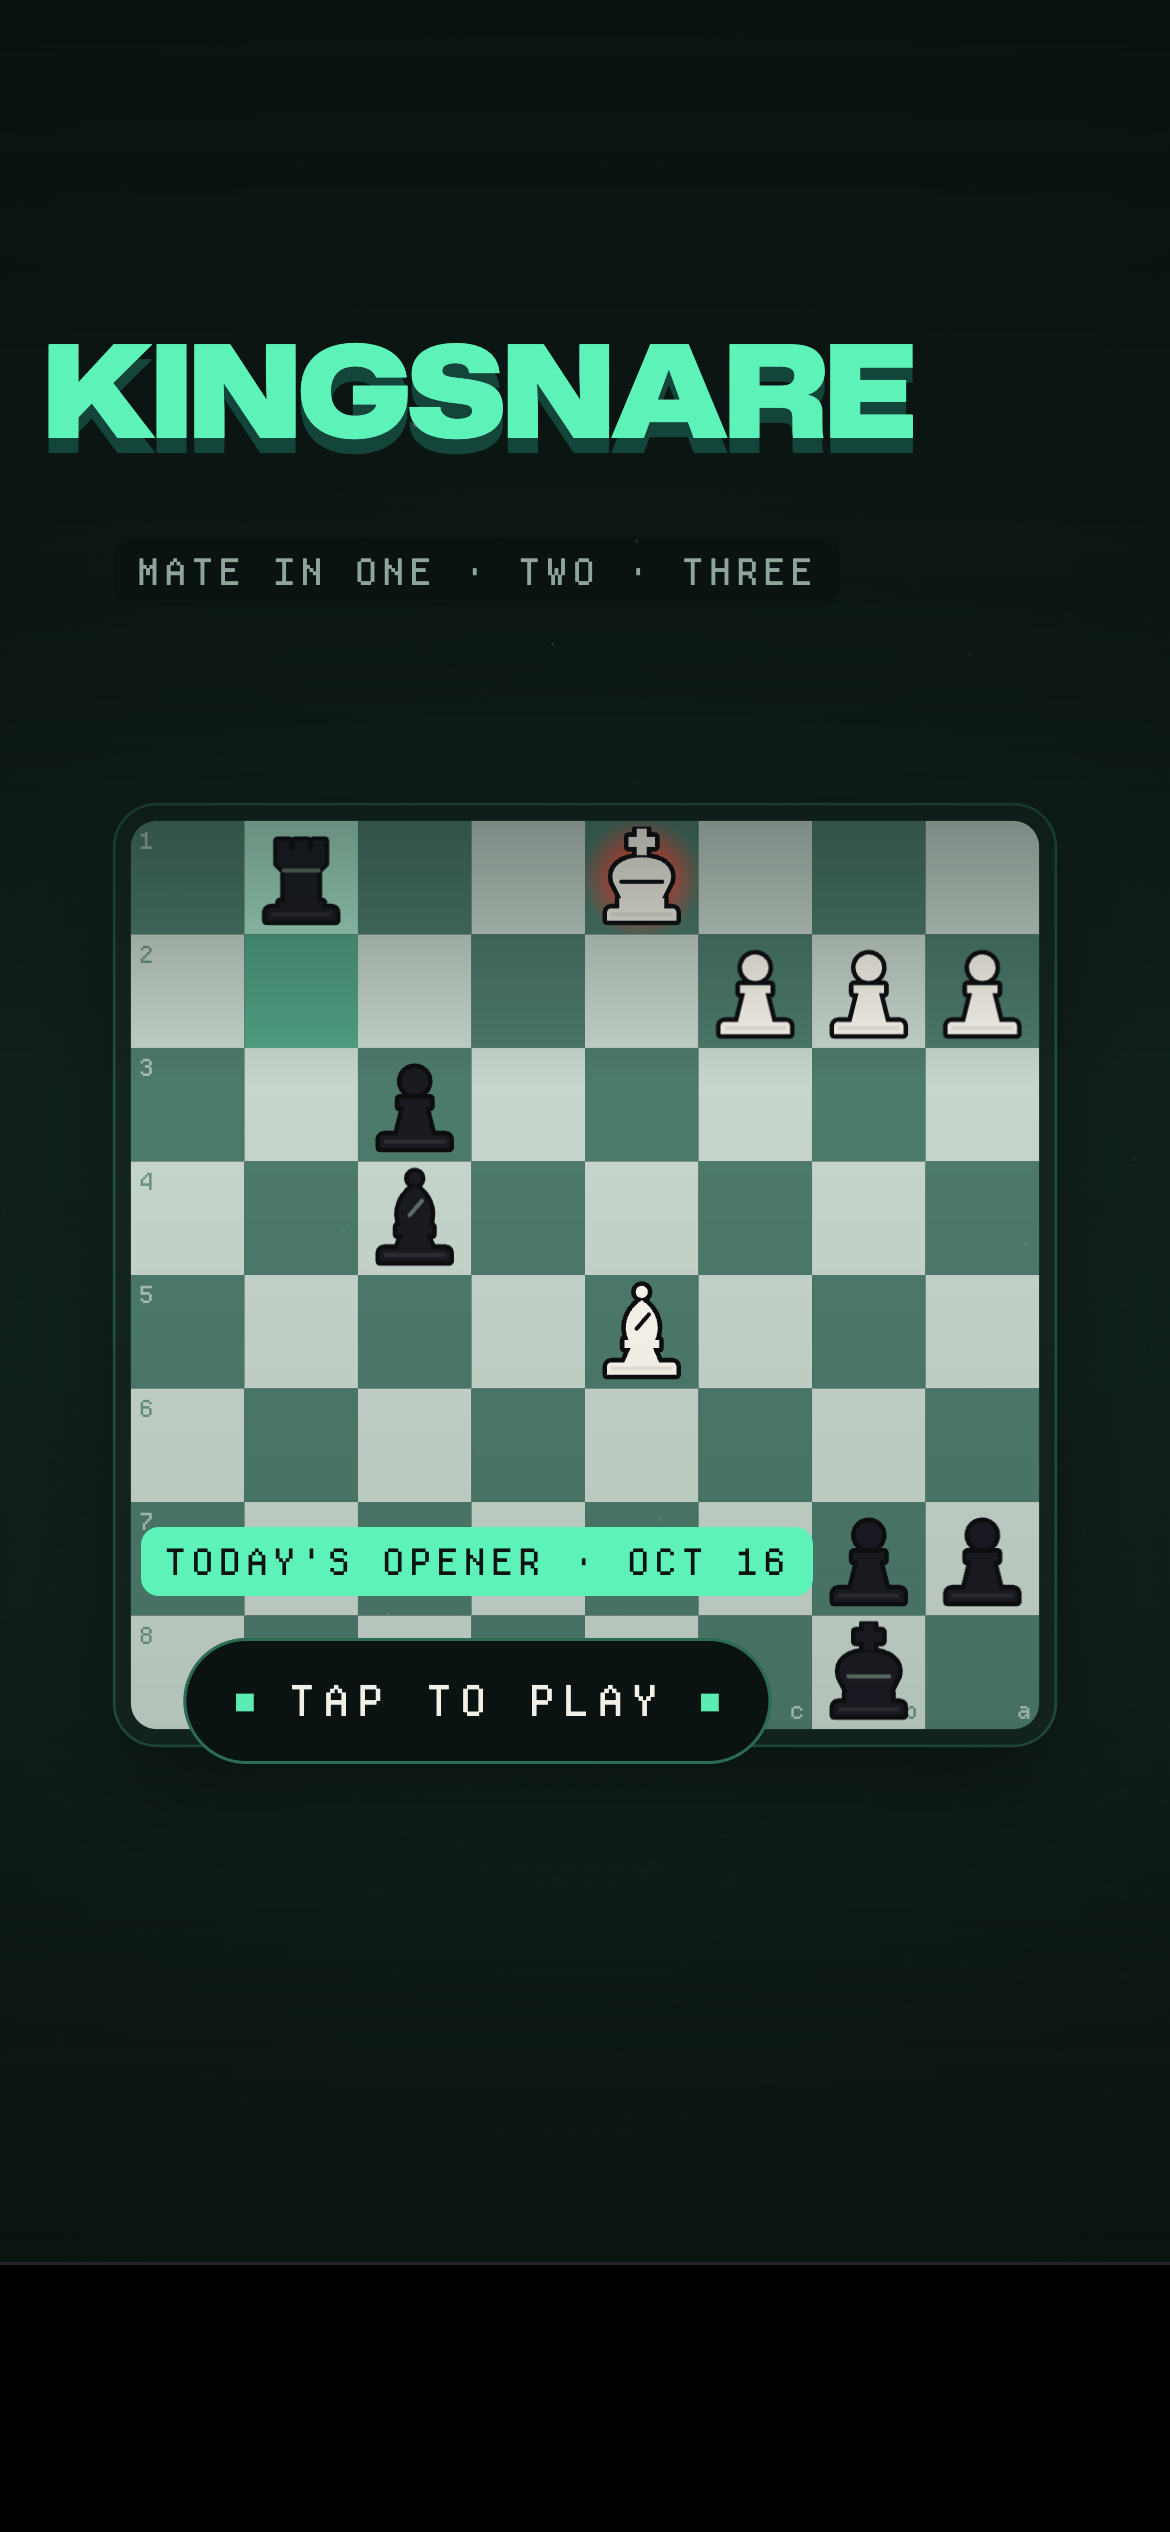 KINGSNARE
MATE IN ONE · TWO · THREE
1
2
3
4
5
6
7
TODAY'S OPENER · OCT 16
8
■ TAP TO PLAY ■
c
a